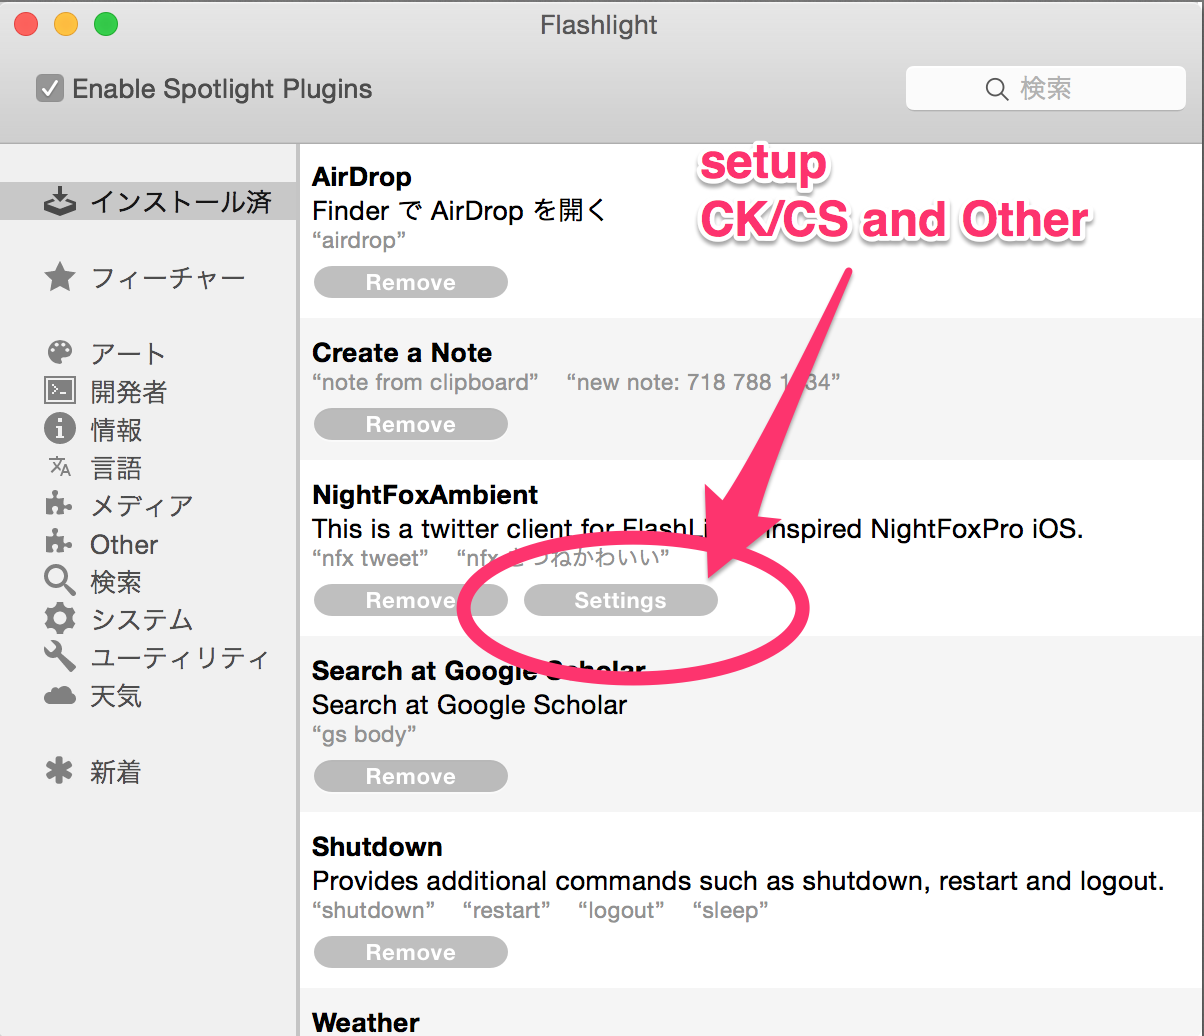 Flashlight
Enable Spotlight Plugins
検索
setup
CK/CS and Other
インストール済
フィーチャー
アート
開発者
情報
言語
メディア
Other
検索
システム
ユーティリティ
天気
新着
AirDrop
Finder で AirDrop を開く
“airdrop”
Remove
Create a Note
“note from clipboard” “new note: 718 788
Remove
NightFoxAmbient
This is a twitter client for inspired NightFoxPro iOS.
“nfx tweet” “nfx きつねかわいい”
Remove Settings
Search at Google Scholar
Search at Google Scholar
“gs body”
Remove
Shutdown
Provides additional commands such as shutdown, restart and logout.
“shutdown” “restart” “logout” “sleep”
Remove
Weather